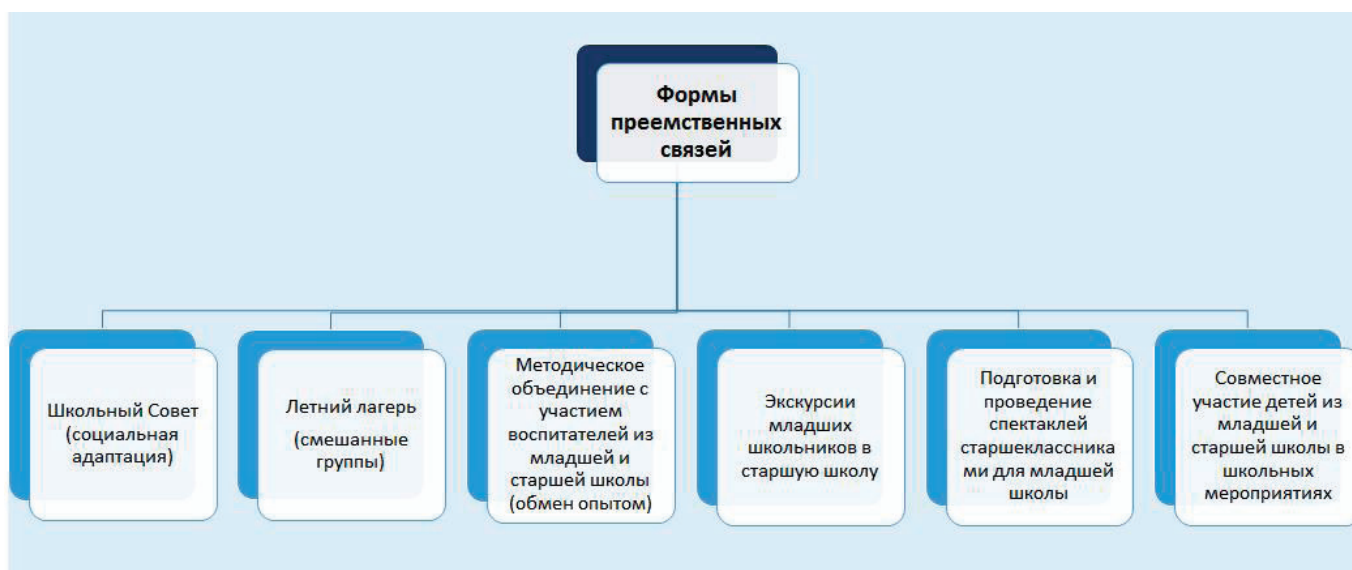 Формы
преемственных
связей
Школьный Совет
(социальная
адаптация)
Летний лагерь
(смешанные
группы)
Методическое
объединение с
участием
воспитателей из
младшей и
старшей школы
(обмен опытом)
Экскурсии
младших
школьников в
старшую школу
Подготовка и
проведение
спектаклей
старшеклассника
ми для младшей
школы
Совместное
участие детей из
младшей и
старшей школы в
школьных
мероприятиях